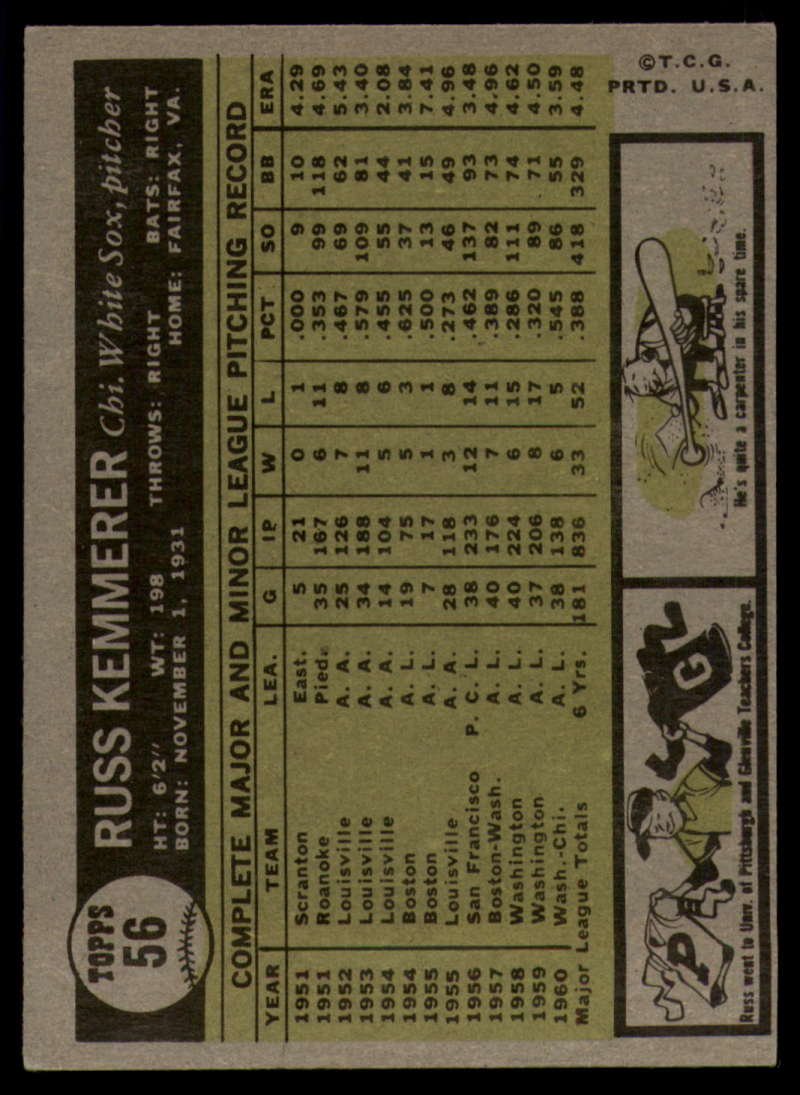 TOPPS
56
RUSS KEMMERER Chi. White Sox, pitcher
HT: 6'2" WT: 198 THROWS: RIGHT BATS: RIGHT
BORN: NOVEMBER 1, 1931 HOME: FAIRFAX, VA.
COMPLETE MAJOR AND MINOR LEAGUE PITCHING RECORD
YEAR TEAM LEA. G IP W L PCT SO BB ERA
1951 Scranton East. 5 21 0 1 .000 9 10 4.29
1951 Roanoke Pied. 35 167 6 11 .353 99 118 4.69
1952 Louisville A. A. 25 126 7 8 .467 69 62 5.43
1953 Louisville A. A. 34 188 11 8 .579 109 81 3.40
1954 Louisville A. A. 14 104 5 6 .455 55 44 2.08
1954 Boston A. L. 19 75 5 3 .625 37 41 3.84
1955 Boston A. L. 7 17 1 1 .500 13 15 7.41
1955 Louisville A. A. 28 118 3 8 .273 46 49 4.96
1956 San Francisco P. C. L. 38 233 12 14 .462 137 93 3.48
1957 Boston-Wash. A. L. 40 176 7 11 .389 82 73 4.96
1958 Washington A. L. 40 224 6 15 .286 111 74 4.62
1959 Washington A. L. 37 206 8 17 .320 89 71 4.50
1960 Wash.-Chi. A. L. 38 138 6 5 .545 86 55 3.59
Major League Totals 6 Yrs. 181 836 33 52 .388 418 329 4.48
P
G
Russ went to Univ. of Pittsburgh and Glenville Teachers College.
He's quite a carpenter in his spare time.
©T.C.G.
PRTD. U.S.A.